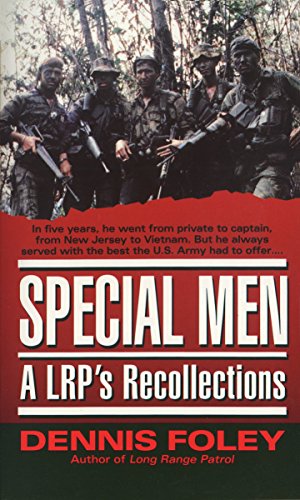 In five years, he went from private to captain,
from New Jersey to Vietnam. But he always
served with the best the U.S. Army had to offer....
SPECIAL MEN
A LRP's Recollections
DENNIS FOLEY
Author of Long Range Patrol